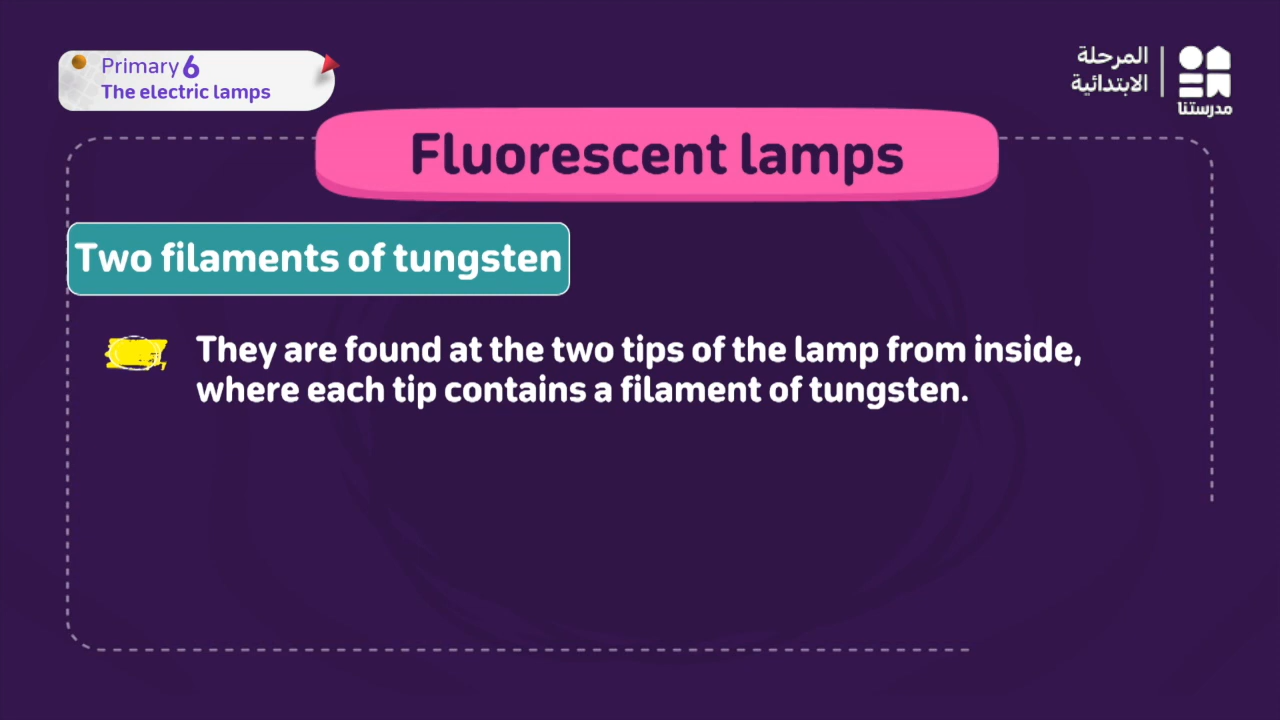 Primary 6
The electric lamps
المرحلة
الابتدائية
مدرستنا
Fluorescent lamps
Two filaments of tungsten
They are found at the two tips of the lamp from inside,
where each tip contains a filament of tungsten.